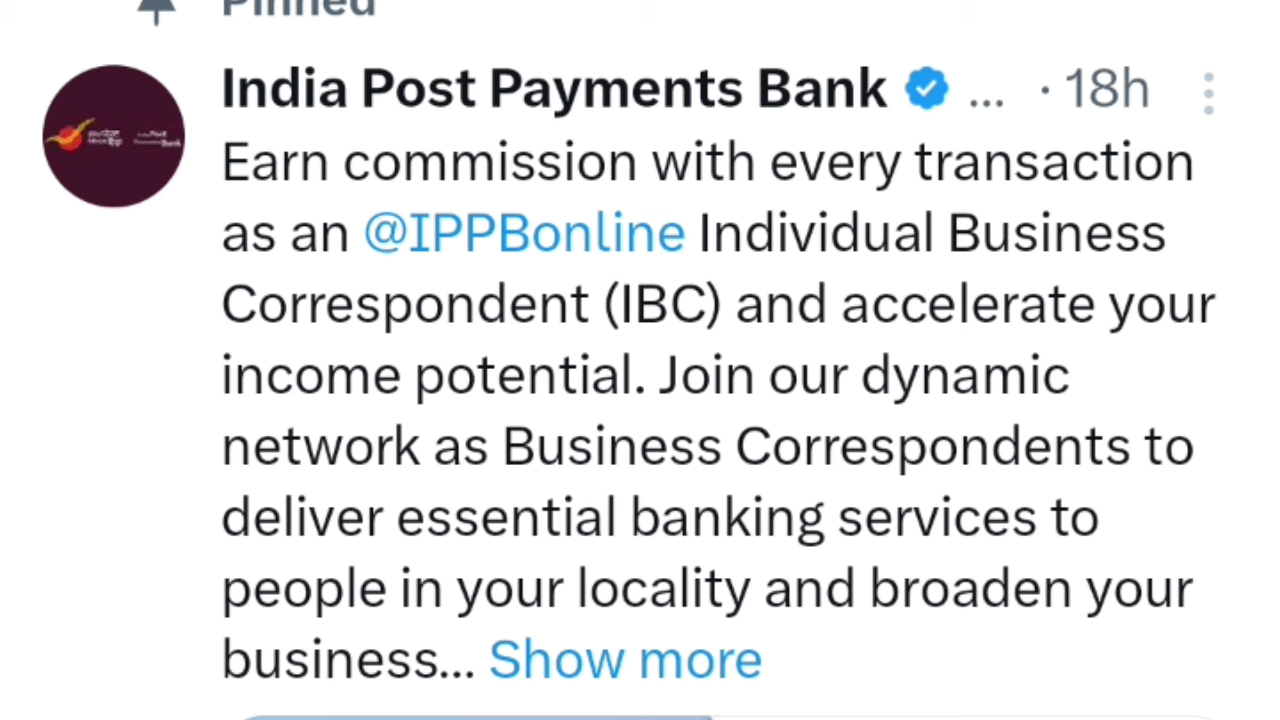 Pinned
India Post Payments Bank ... · 18h
Earn commission with every transaction
as an @IPPBonline Individual Business
Correspondent (IBC) and accelerate your
income potential. Join our dynamic
network as Business Correspondents to
deliver essential banking services to
people in your locality and broaden your
business... Show more